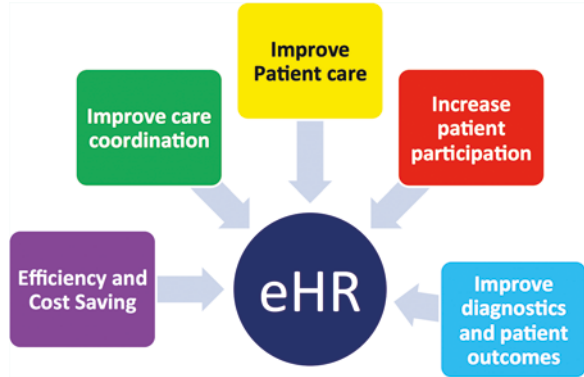 Improve
Patient care
Improve care
coordination
Increase
patient
participation
Efficiency and
Cost Saving
eHR
Improve
diagnostics
and patient
outcomes